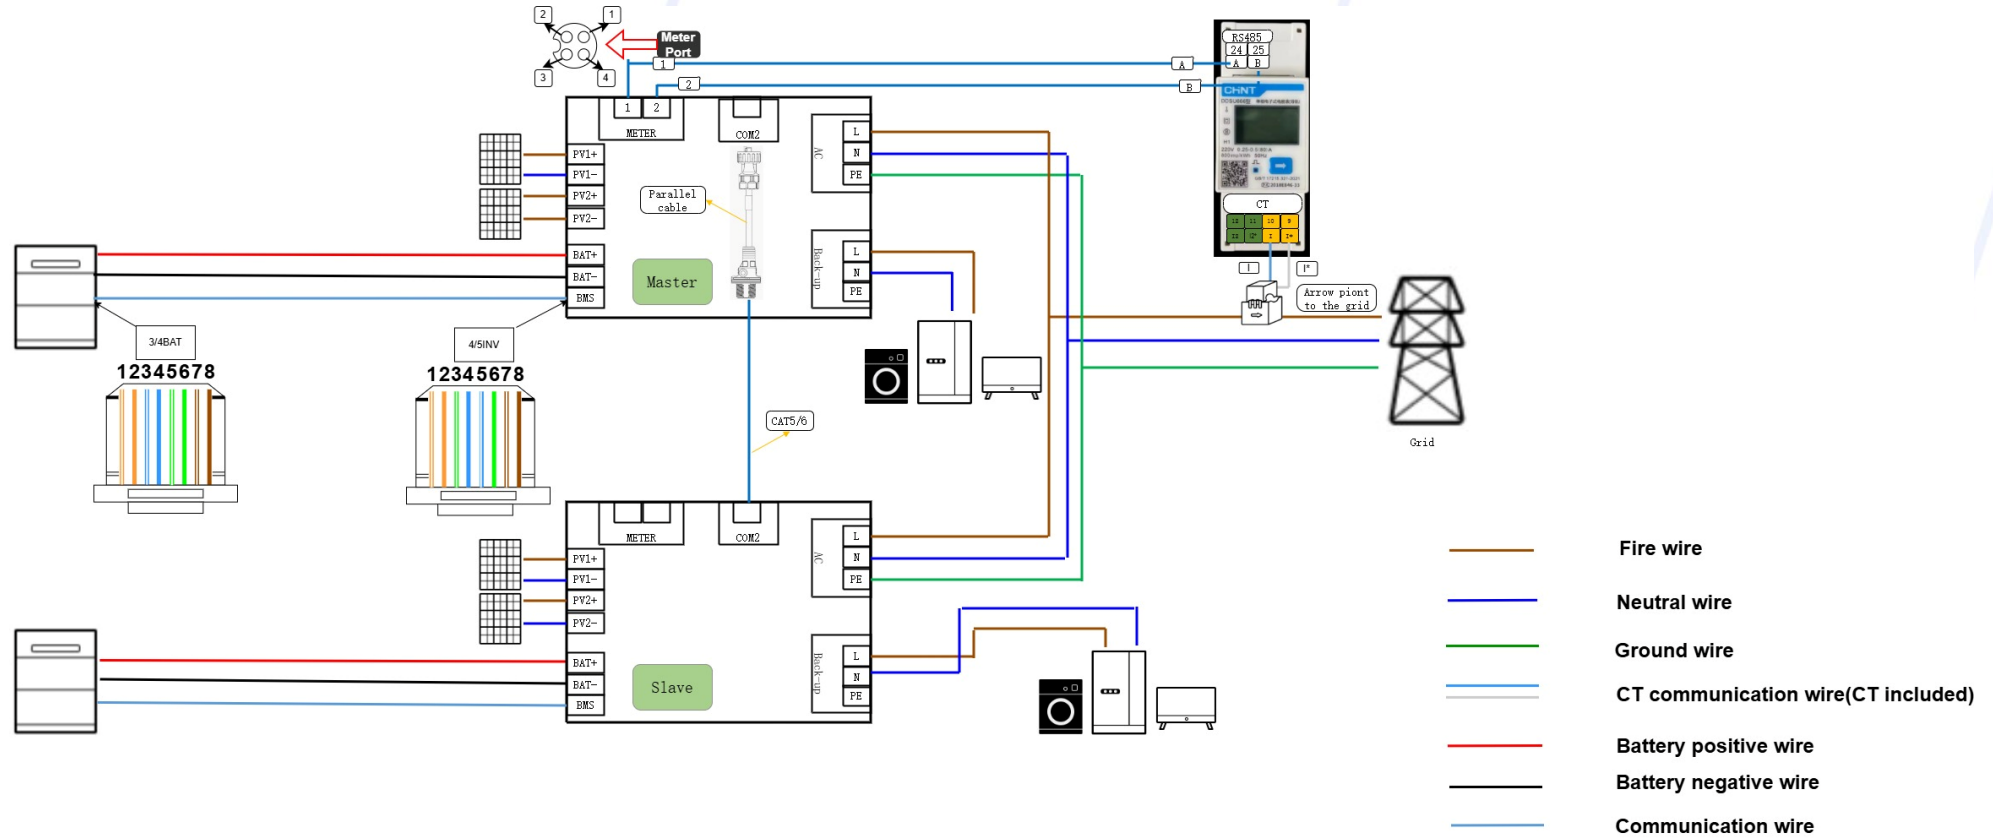 2
1
3
4
Meter
Port
1
2
A
B
RS485
24 25
A B
CHNT
CT
12 11 10 9
I I*
Arrow piont
to the grid
Grid
1 2
METER
COM2
PV1+
PV1-
PV2+
PV2-
BAT+
BAT-
BMS
Parallel
cable
Master
AC
L
N
PE
Back-up
L
N
PE
3/4BAT
12345678
4/5INV
12345678
CAT5/6
METER
COM2
PV1+
PV1-
PV2+
PV2-
BAT+
BAT-
BMS
Slave
AC
L
N
PE
Back-up
L
N
PE
Fire wire
Neutral wire
Ground wire
CT communication wire(CT included)
Battery positive wire
Battery negative wire
Communication wire